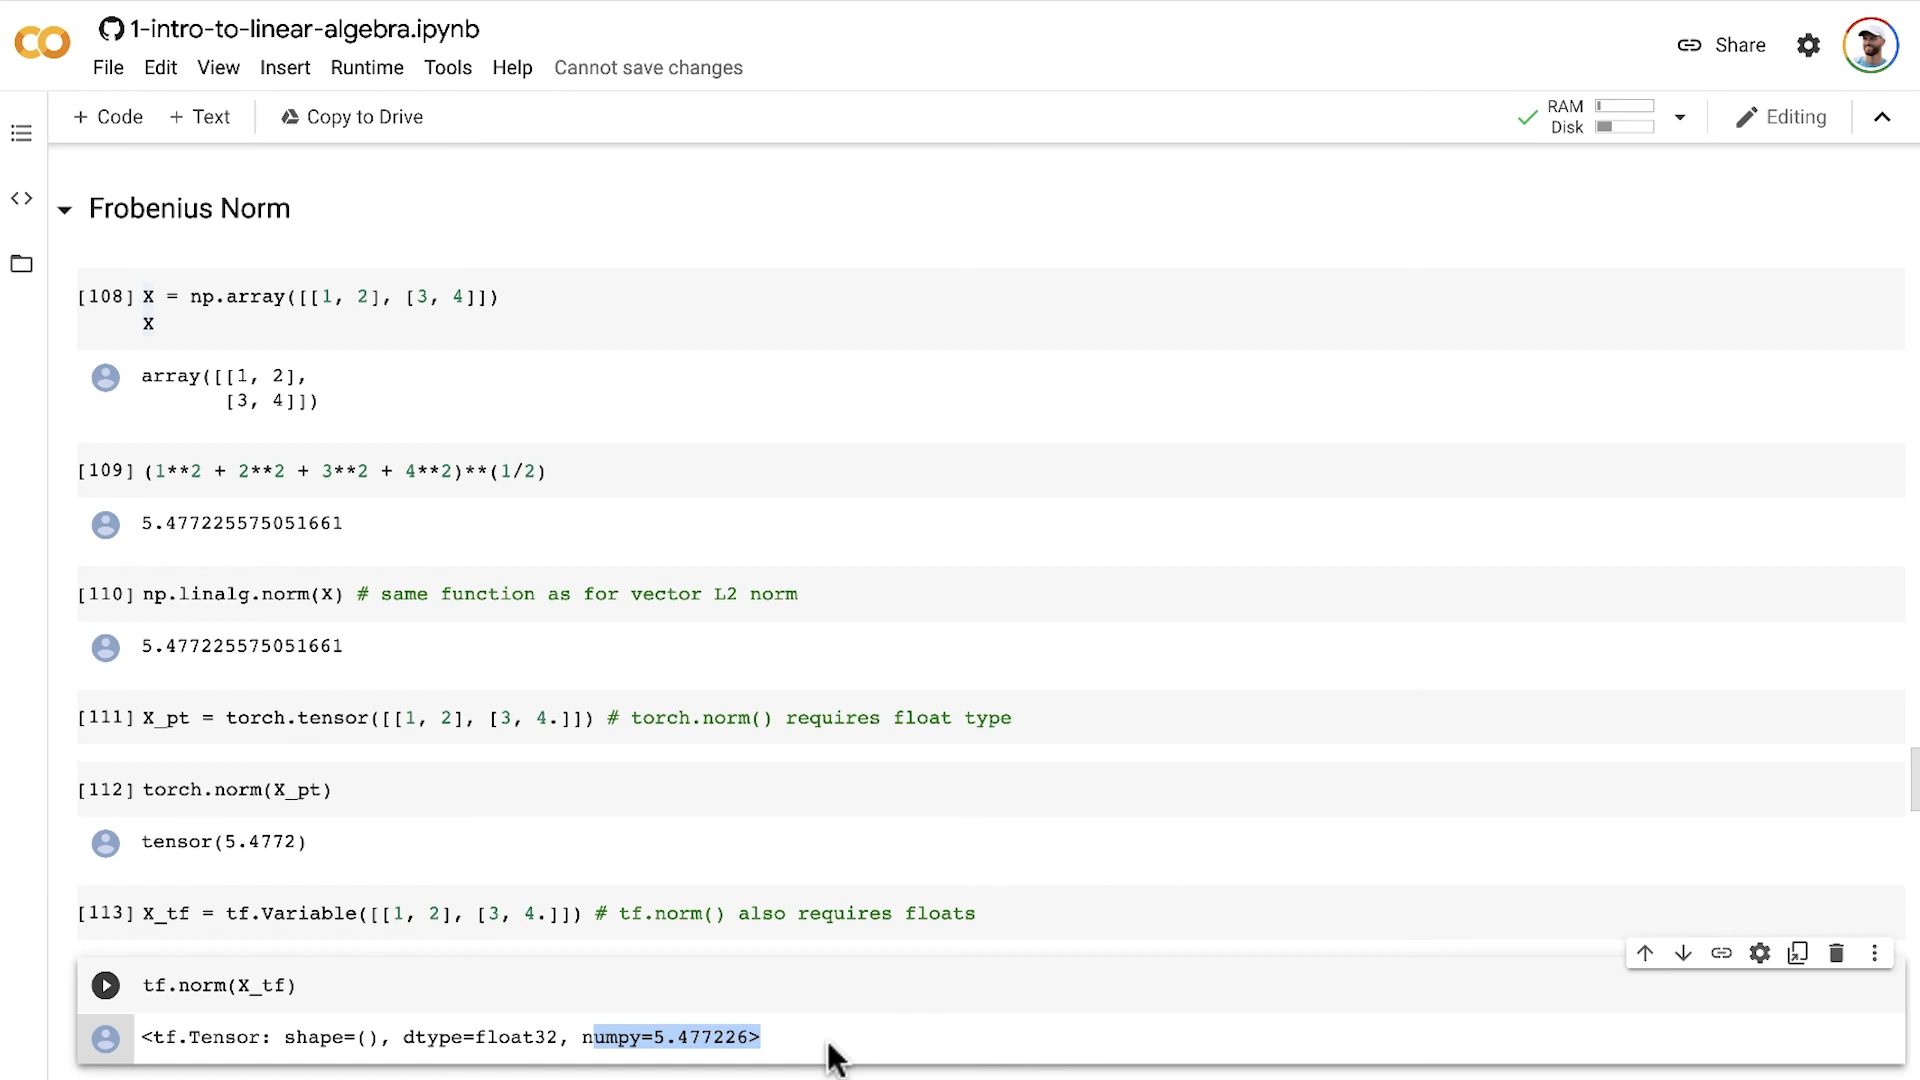 1-intro-to-linear-algebra.ipynb
File Edit View Insert Runtime Tools Help Cannot save changes
Share
+ Code + Text Copy to Drive
RAM
Disk
Editing
Frobenius Norm
[108] X = np.array([[1, 2], [3, 4]])
X
array([[1, 2],
[3, 4]])
[109] (1**2 + 2**2 + 3**2 + 4**2)**(1/2)
5.477225575051661
[110] np.linalg.norm(X) # same function as for vector L2 norm
5.477225575051661
[111] X_pt = torch.tensor([[1, 2], [3, 4.]]) # torch.norm() requires float type
[112] torch.norm(X_pt)
tensor(5.4772)
[113] X_tf = tf.Variable([[1, 2], [3, 4.]]) # tf.norm() also requires floats
tf.norm(X_tf)
<tf.Tensor: shape=(), dtype=float32, numpy=5.477226>